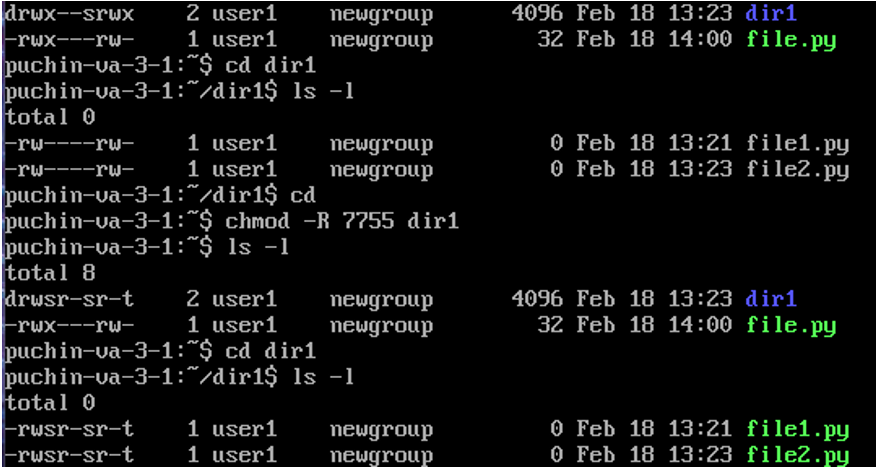 drwx--srwx    2 user1    newgroup      4096 Feb 18 13:23 dir1
-rwx---rw-    1 user1    newgroup        32 Feb 18 14:00 file.py
puchin-va-3-1:~$ cd dir1
puchin-va-3-1:~/dir1$ ls -l
total 0
-rw----rw-    1 user1    newgroup         0 Feb 18 13:21 file1.py
-rw----rw-    1 user1    newgroup         0 Feb 18 13:23 file2.py
puchin-va-3-1:~/dir1$ cd
puchin-va-3-1:~$ chmod -R 7755 dir1
puchin-va-3-1:~$ ls -l
total 8
drwsr-sr-t    2 user1    newgroup      4096 Feb 18 13:23 dir1
-rwx---rw-    1 user1    newgroup        32 Feb 18 14:00 file.py
puchin-va-3-1:~$ cd dir1
puchin-va-3-1:~/dir1$ ls -l
total 0
-rwsr-sr-t    1 user1    newgroup         0 Feb 18 13:21 file1.py
-rwsr-sr-t    1 user1    newgroup         0 Feb 18 13:23 file2.py